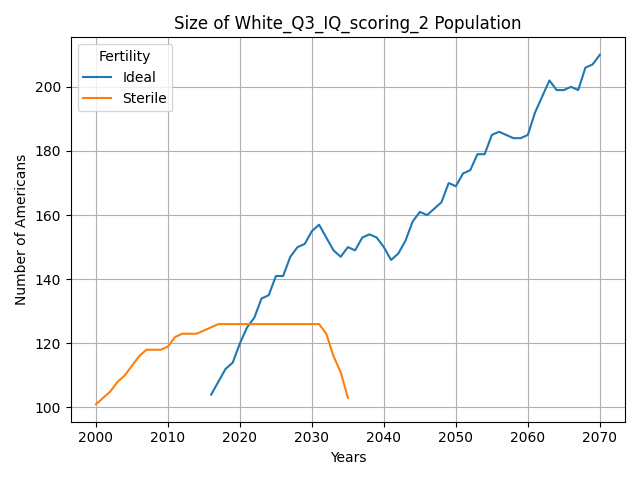 Size of White_Q3_IQ_scoring_2 Population
Fertility
Ideal
Sterile
Number of Americans
200
180
160
140
120
100
2000 2010 2020 2030 2040 2050 2060 2070
Years